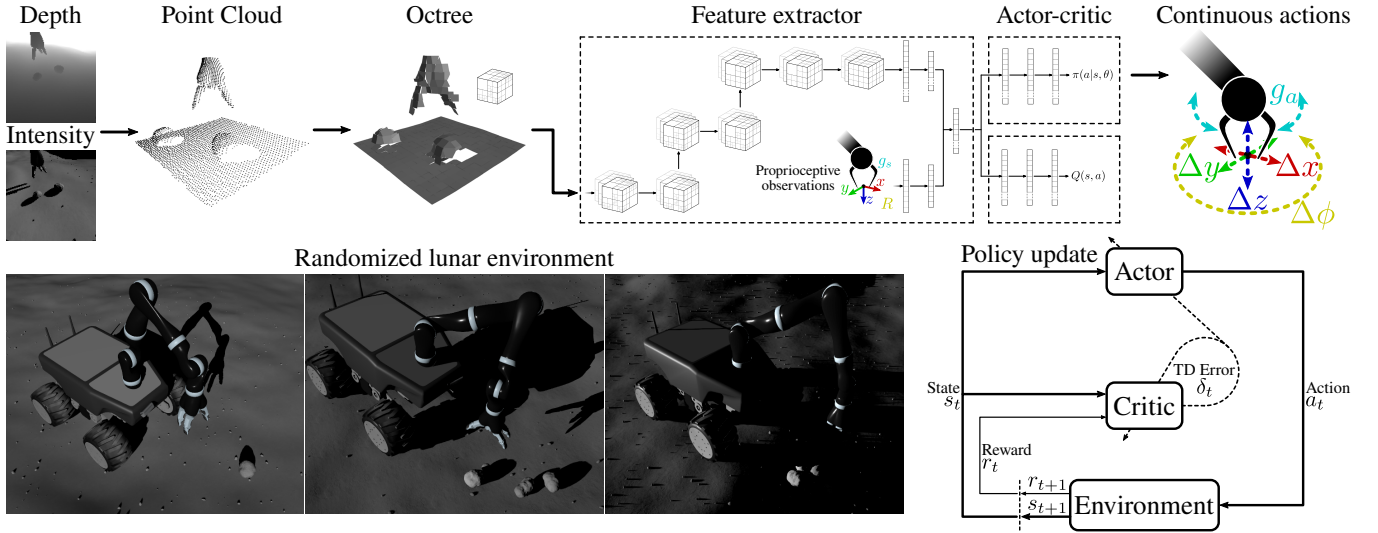 Depth
Point Cloud
Octree
Feature extractor
Actor-critic
Continuous actions
Intensity
π(a|s, θ)
Q(s, a)
Proprioceptive
observations
g_s
x
y
z
R
g_a
Δy
Δx
Δz
Δϕ
Randomized lunar environment
Policy update
Actor
TD Error
δ_t
State
s_t
Critic
Action
a_t
Reward
r_t
r_{t+1}
s_{t+1}
Environment